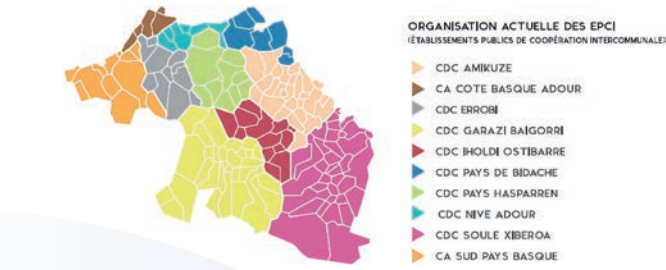 ORGANISATION ACTUELLE DES EPCI
(ÉTABLISSEMENTS PUBLICS DE COOPÉRATION INTERCOMMUNALE)
CDC AMIKUZE
CA COTE BASQUE ADOUR
CDC ERROBI
CDC GARAZI BAIGORRI
CDC IHOLDI OSTIBARRE
CDC PAYS DE BIDACHE
CDC PAYS HASPARREN
CDC NIVE ADOUR
CDC SOULE XIBEROA
CA SUD PAYS BASQUE